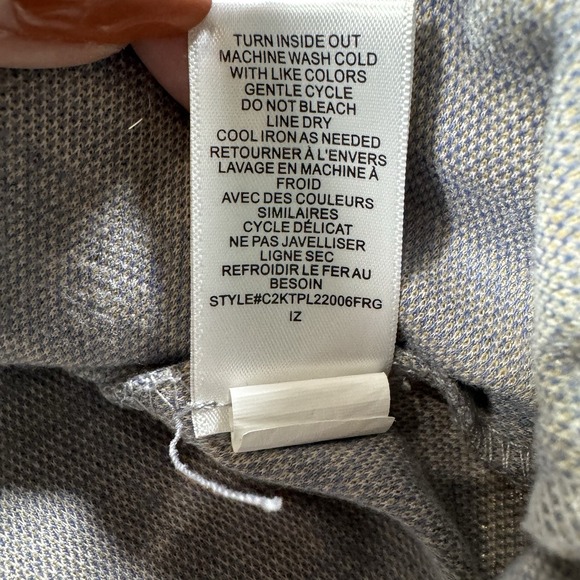 TURN INSIDE OUT
MACHINE WASH COLD
WITH LIKE COLORS
GENTLE CYCLE
DO NOT BLEACH
LINE DRY
COOL IRON AS NEEDED
RETOURNER À L'ENVERS
LAVAGE EN MACHINE À
FROID
AVEC DES COULEURS
SIMILAIRES
CYCLE DÉLICAT
NE PAS JAVELLISER
LIGNE SEC
REFROIDIR LE FER AU
BESOIN
STYLE#C2KTPL22006FRG
IZ